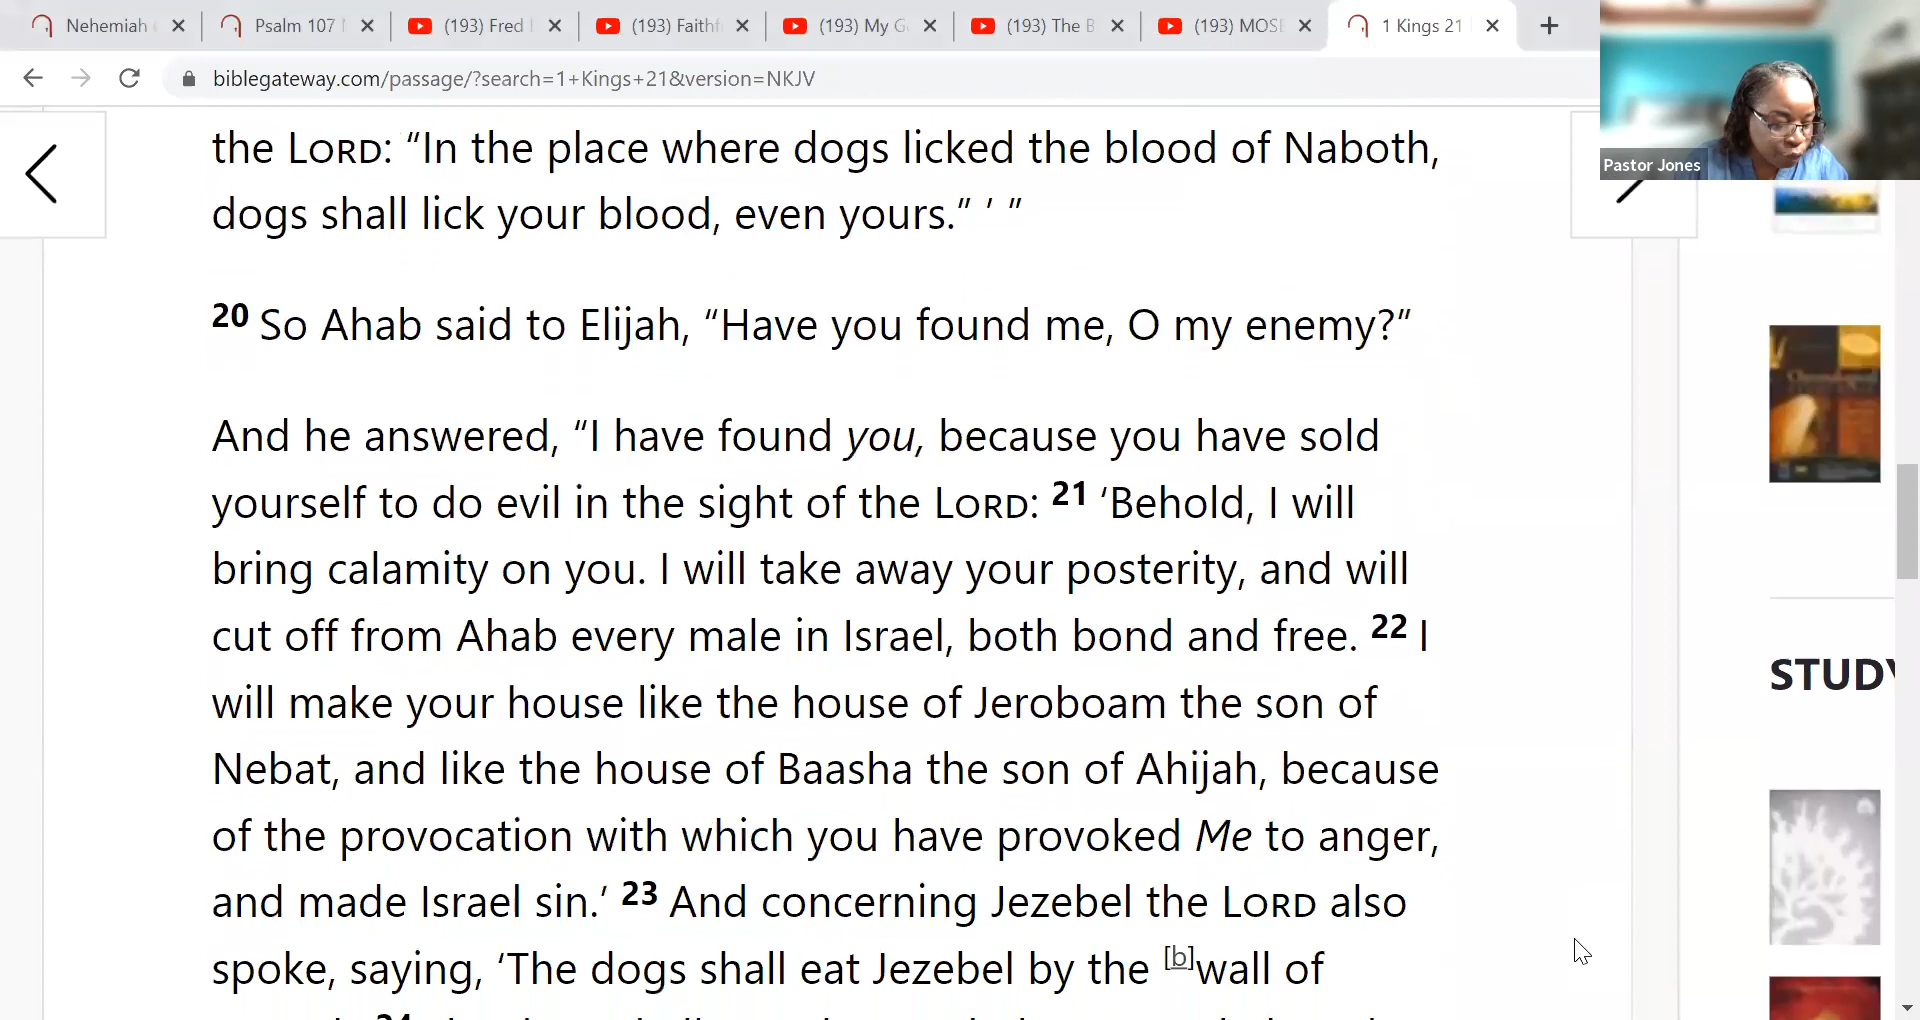 Nehemiah
Psalm 107
(193) Fred
(193) Faithf
(193) My G
(193) The B
(193) MOSE
1 Kings 21
biblegateway.com/passage/?search=1+Kings+21&version=NKJV
Pastor Jones
the LORD: “In the place where dogs licked the blood of Naboth,
dogs shall lick your blood, even yours.” ’ ”
20 So Ahab said to Elijah, “Have you found me, O my enemy?”
And he answered, “I have found you, because you have sold
yourself to do evil in the sight of the LORD: 21 ‘Behold, I will
bring calamity on you. I will take away your posterity, and will
cut off from Ahab every male in Israel, both bond and free. 22 I
will make your house like the house of Jeroboam the son of
Nebat, and like the house of Baasha the son of Ahijah, because
of the provocation with which you have provoked Me to anger,
and made Israel sin.’ 23 And concerning Jezebel the LORD also
spoke, saying, ‘The dogs shall eat Jezebel by the [b]wall of
24
STUDY